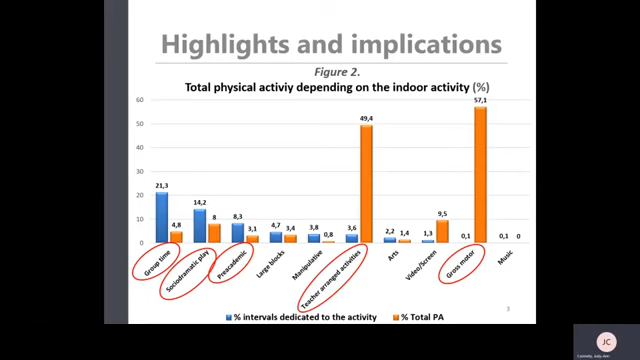 Highlights and implications
Figure 2.
Total physical activiy depending on the indoor activity (%)
60
50
40
30
20
10
0
21,3
4,8
14,2
8
8,3
3,1
4,7
3,4
3,8
0,8
3,6
49,4
2,2
1,4
1,3
9,5
0,1
57,1
0,1
0
Group time
Sociodramatic play
Preacademic
Large blocks
Manipulative
Teacher arranged activities
Arts
Video/Screen
Gross motor
Music
3
% intervals dedicated to the activity
% Total PA
JC